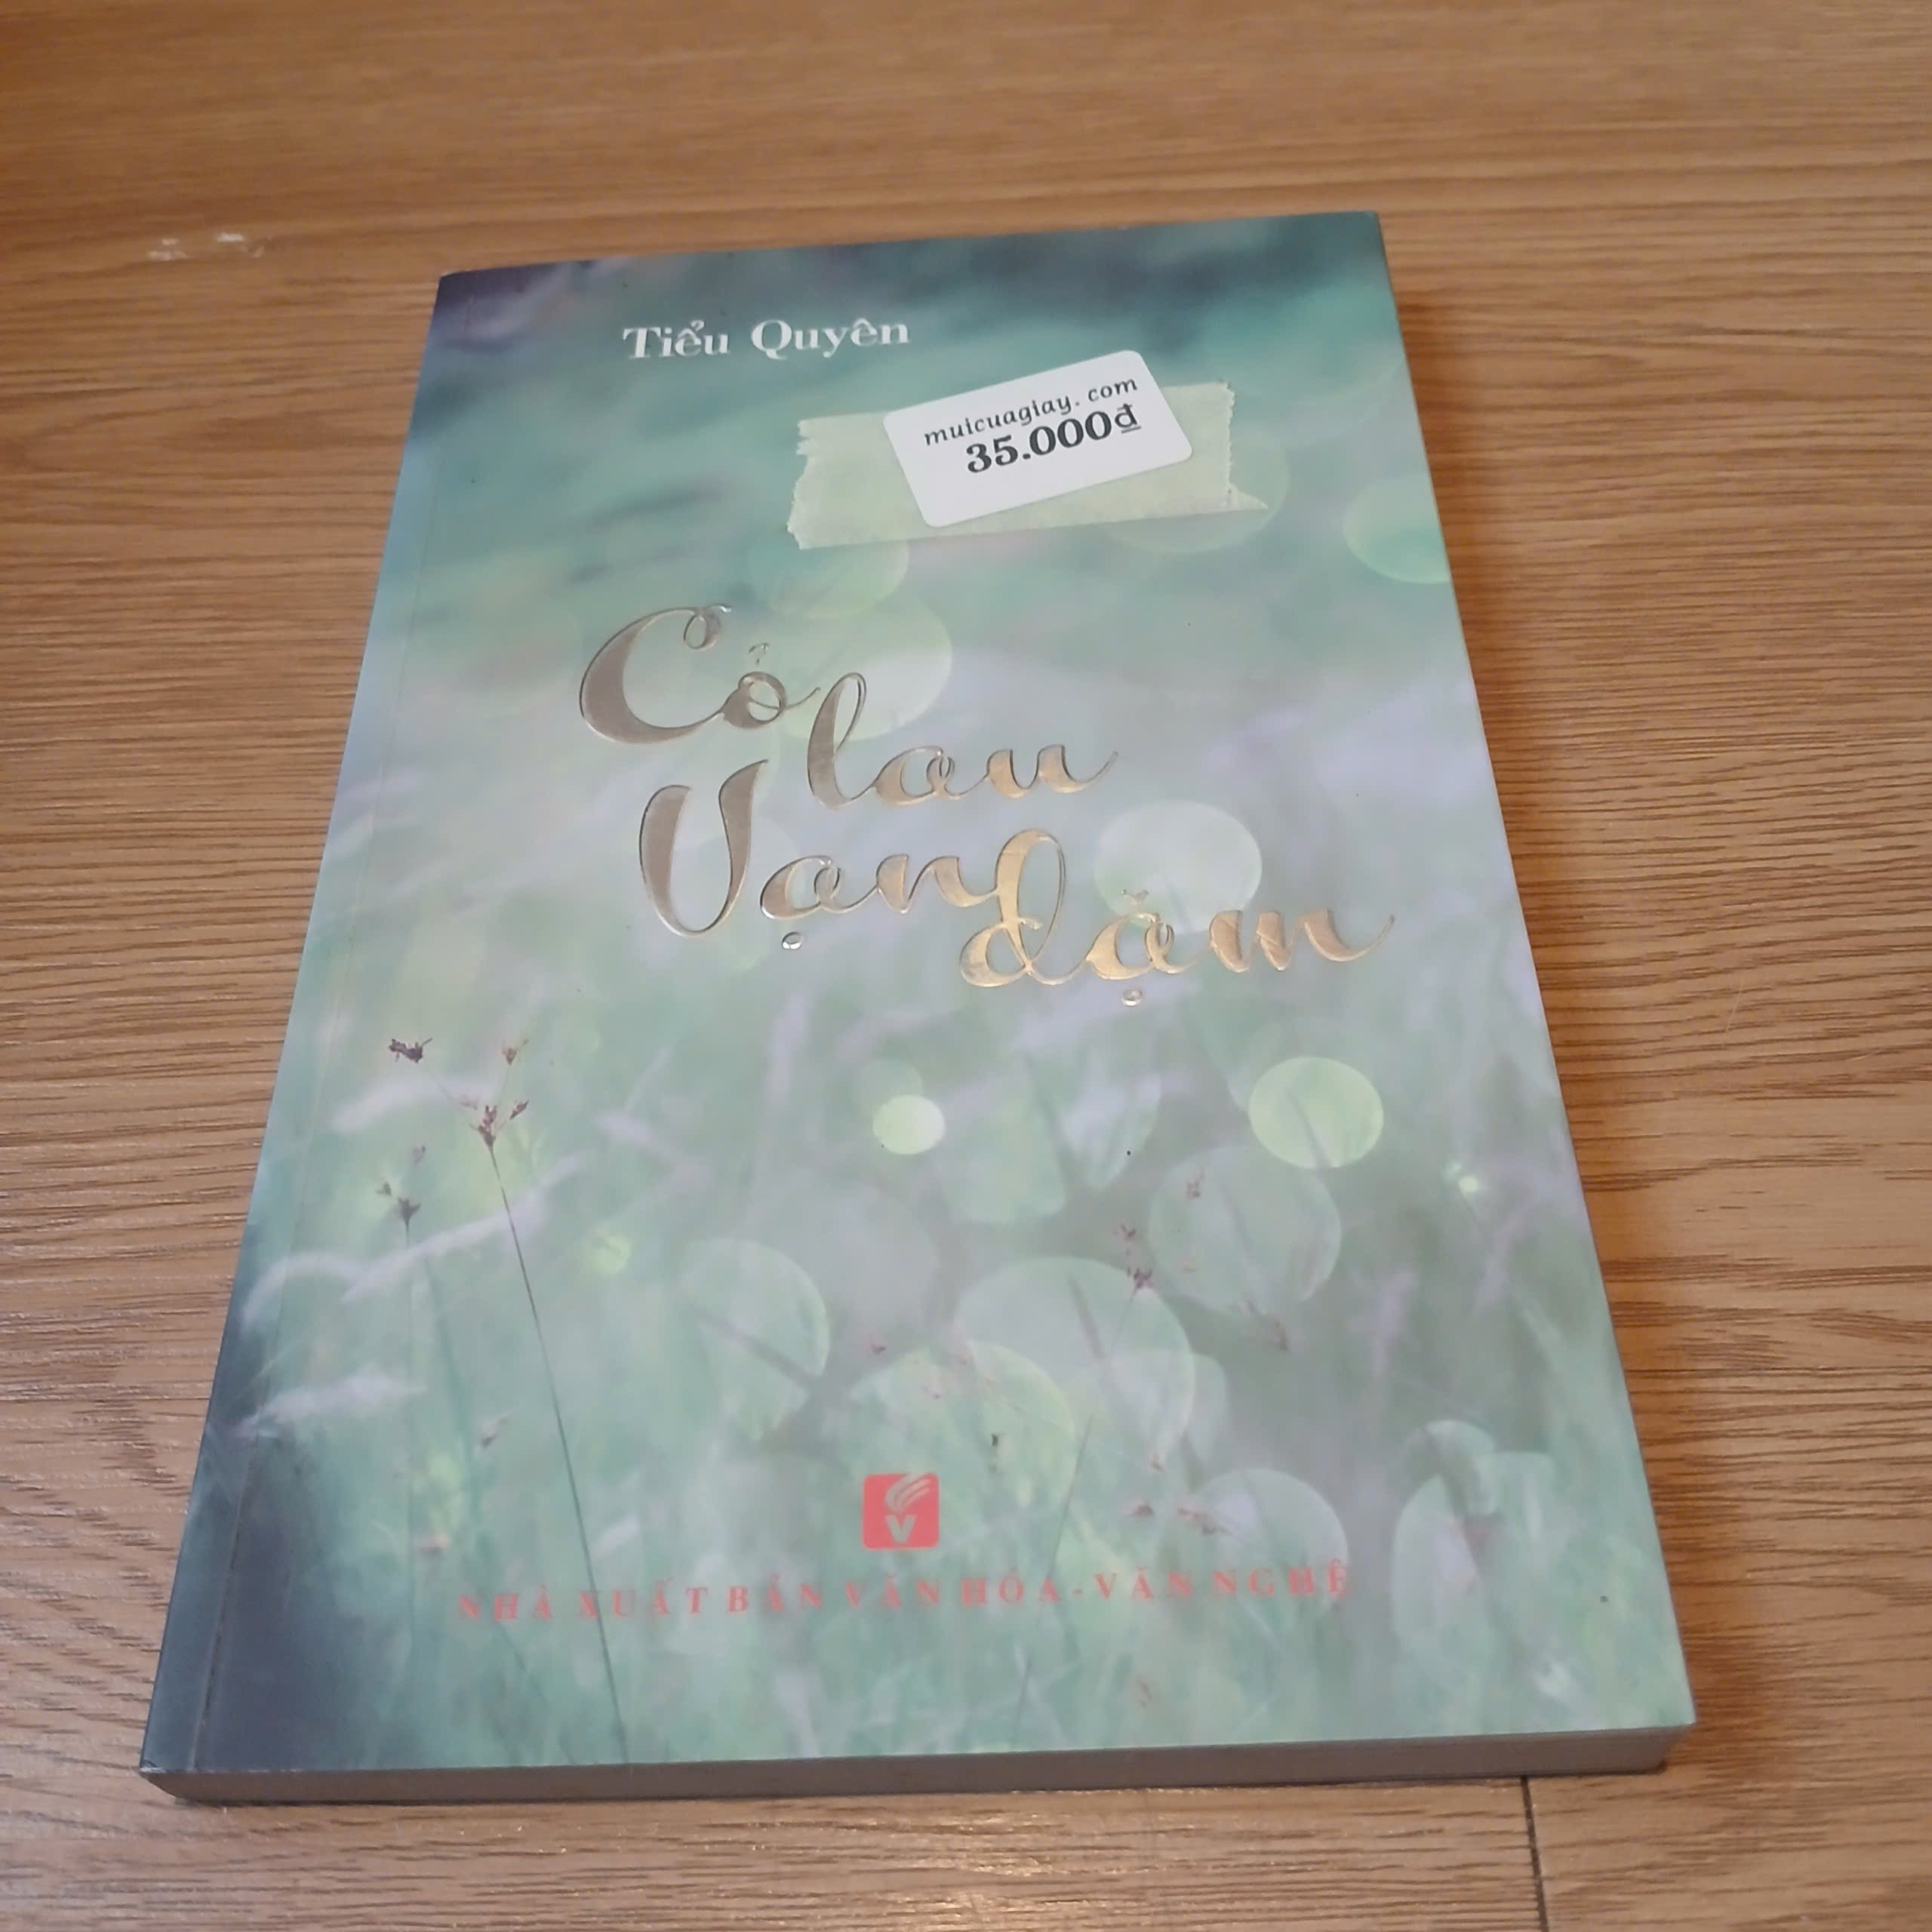 Tiểu Quyên
muicuagiay.com
35.000đ
Cỏ
lau
Vạn
dặm
V
NHÀ XUẤT BẢN VĂN HÓA - VĂN NGHỆ